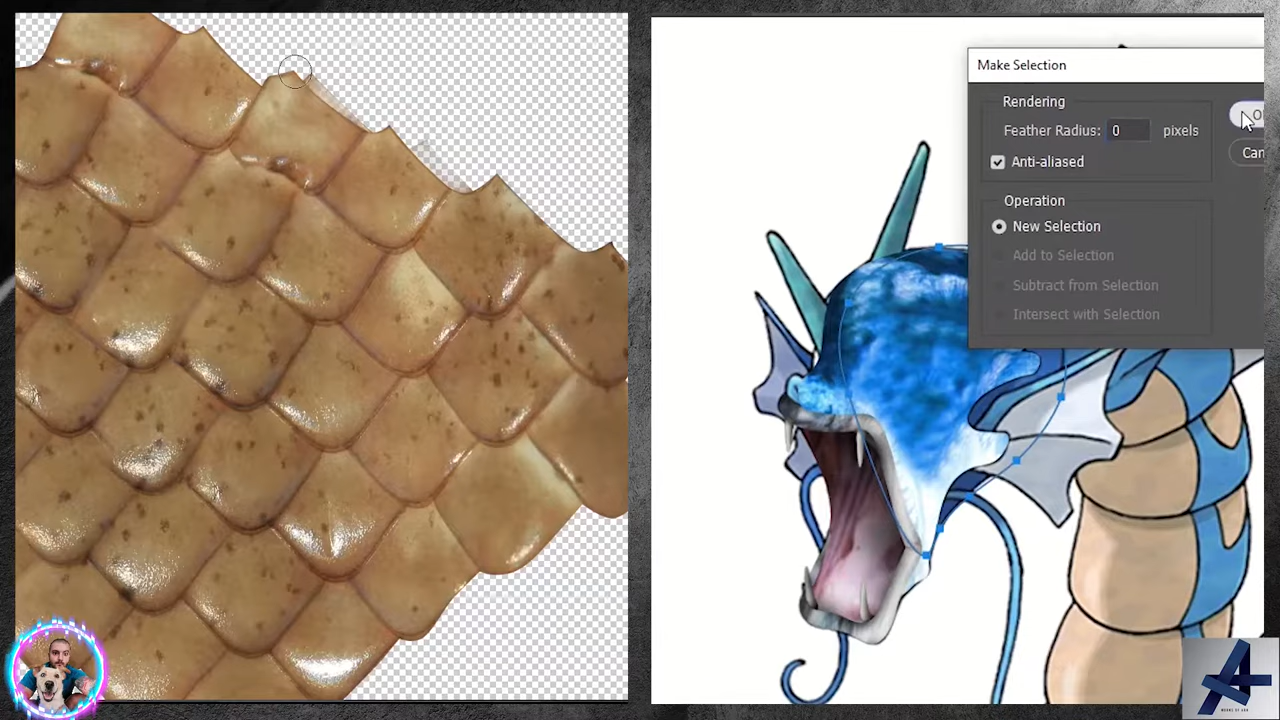 Make Selection
Rendering
Feather Radius: 0 pixels
Anti-aliased
Operation
New Selection
Add to Selection
Subtract from Selection
Intersect with Selection
O
Can